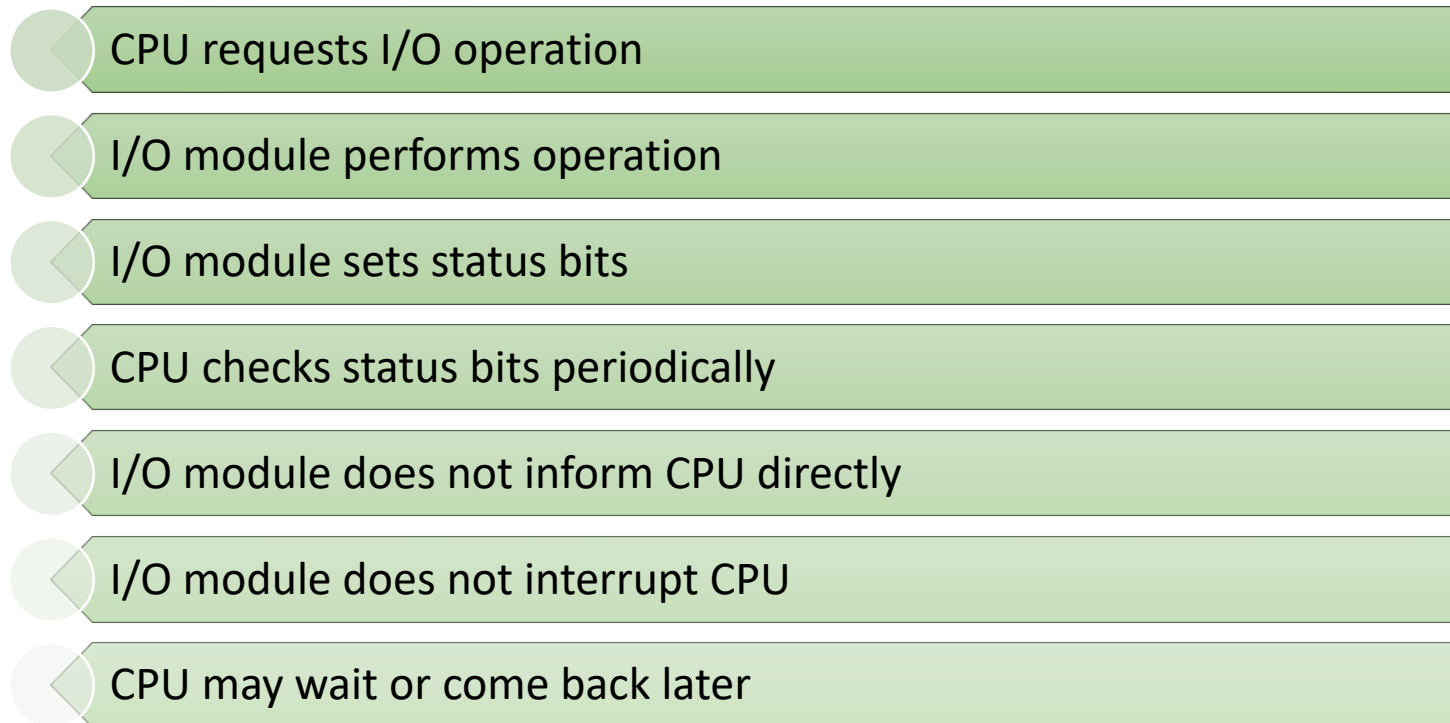 CPU requests I/O operation
I/O module performs operation
I/O module sets status bits
CPU checks status bits periodically
I/O module does not inform CPU directly
I/O module does not interrupt CPU
CPU may wait or come back later